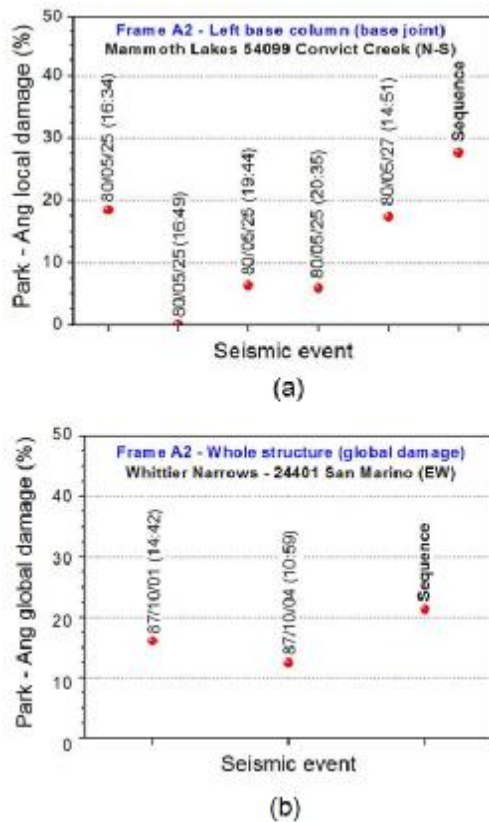 Frame A2 - Left base column (base joint)
Mammoth Lakes 54099 Convict Creek (N-S)
Park - Ang local damage (%)
50
40
30
20
10
0
80/05/25 (16:34)
80/05/25 (16:49)
80/05/25 (19:44)
80/05/25 (20:35)
80/05/27 (14:51)
Sequence
Seismic event
(a)
Frame A2 - Whole structure (global damage)
Whittier Narrows - 24401 San Marino (EW)
Park - Ang global damage (%)
50
40
30
20
10
0
87/10/01 (14:42)
87/10/04 (10:59)
Sequence
Seismic event
(b)